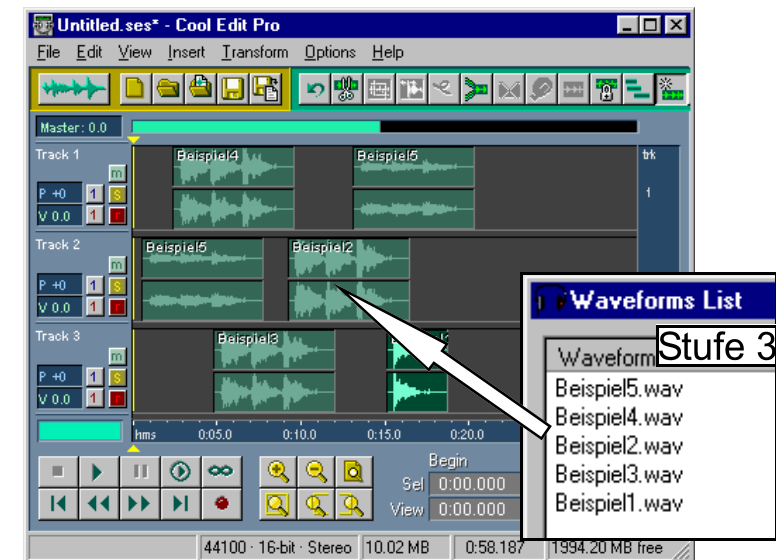 Untitled.ses* - Cool Edit Pro
File Edit View Insert Transform Options Help
Master: 0.0
Track 1
m
P +0 1 S
V 0.0 1 r
Beispiel4 Beispiel5
trk
1
Track 2
m
P +0 1 S
V 0.0 1 r
Beispiel5 Beispiel2
Track 3
m
P +0 1 S
V 0.0 1 r
Beispiel3
hms 0:05.0 0:10.0 0:15.0 0:20.0
Begin
Sel 0:00.000
View 0:00.000
44100 · 16-bit · Stereo 10.02 MB 0:58.187 1994.20 MB free
Waveforms List
Stufe 3
Waveform
Beispiel5.wav
Beispiel4.wav
Beispiel2.wav
Beispiel3.wav
Beispiel1.wav